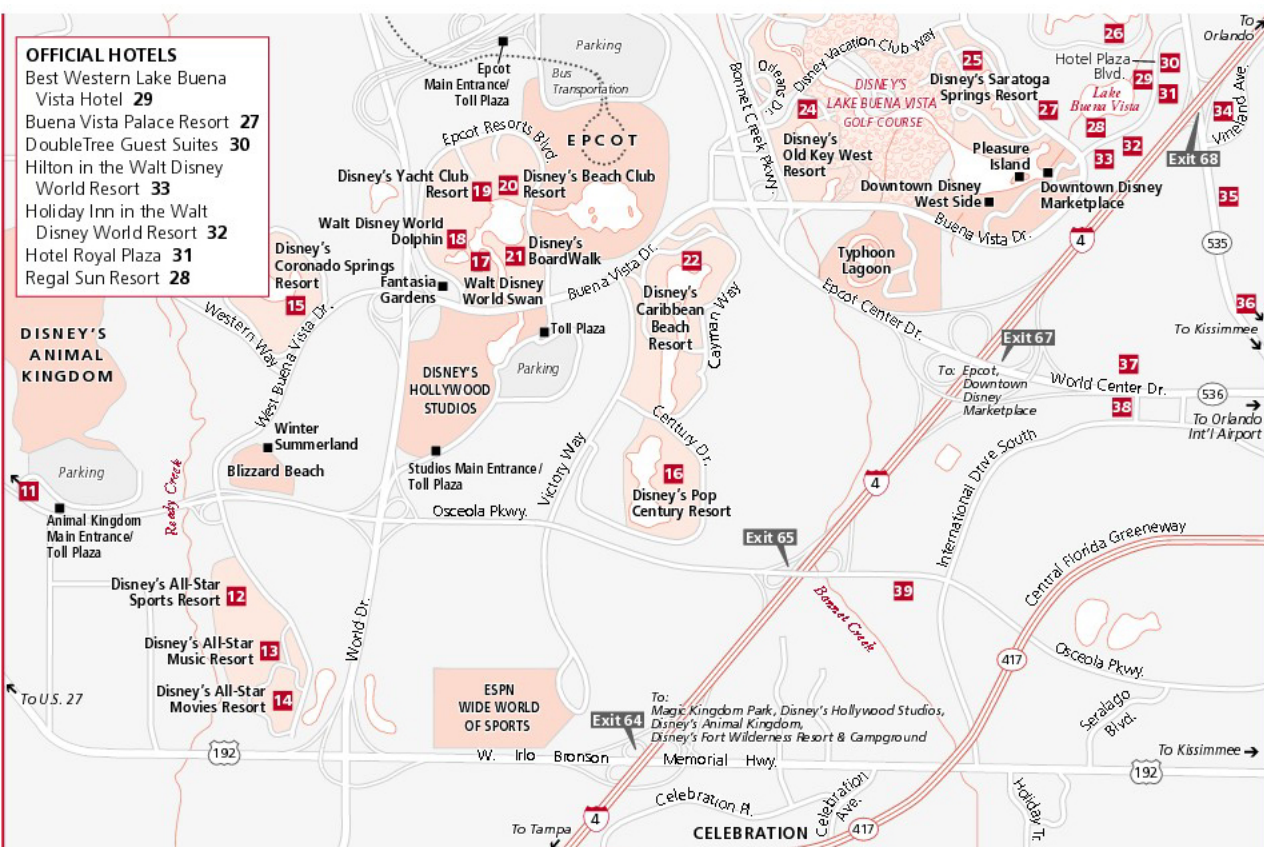 OFFICIAL HOTELS
Best Western Lake Buena
Vista Hotel 29
Buena Vista Palace Resort 27
DoubleTree Guest Suites 30
Hilton in the Walt Disney
World Resort 33
Holiday Inn in the Walt
Disney World Resort 32
Hotel Royal Plaza 31
Regal Sun Resort 28
Epcot
Main Entrance/
Toll Plaza
Parking
Bus
Transportation
EPCOT
Epcot Resorts Blvd.
Disney's Yacht Club
Resort 19
20 Disney's Beach Club
Resort
Walt Disney World
Dolphin 18
17
Walt Disney
World Swan
21 Disney's
BoardWalk
Fantasia
Gardens
Buena Vista Dr.
Disney's
Coronado Springs
Resort
15
Western Way
West Buena Vista Dr.
DISNEY'S
ANIMAL
KINGDOM
Toll Plaza
Parking
DISNEY'S
HOLLYWOOD
STUDIOS
22
Disney's
Caribbean
Beach
Resort
Cayman Way
Bonnet Creek Pkwy.
Orleans Dr.
Disney Vacation Club Way
DISNEY'S
LAKE BUENA VISTA
GOLF COURSE
24
Disney's
Old Key West
Resort
25
Disney's Saratoga
Springs Resort
26
Hotel Plaza
Blvd.
30
29
31
Lake
Buena Vista
27
28
32
33
34
Vineland Ave.
To
Orlando
Exit 68
Pleasure
Island
Downtown Disney
West Side
Downtown Disney
Marketplace
Buena Vista Dr.
4
35
535
36
To Kissimmee
Typhoon
Lagoon
Epcot Center Dr.
Exit 67
To: Epcot,
Downtown
Disney
Marketplace
37
World Center Dr.
38
536
To Orlando
Int'l Airport
Winter
Summerland
Blizzard Beach
Studios Main Entrance/
Toll Plaza
Century Dr.
16
Disney's Pop
Century Resort
Victory Way
Osceola Pkwy.
Parking
11
Animal Kingdom
Main Entrance/
Toll Plaza
Reedy Creek
4
International Drive South
Central Florida Greeneway
Exit 65
39
Bonnet Creek
Disney's All-Star
Sports Resort 12
Disney's All-Star
Music Resort 13
Disney's All-Star
Movies Resort 14
World Dr.
417
Osceola Pkwy.
Seralago
Blvd.
To U.S. 27
192
ESPN
WIDE WORLD
OF SPORTS
Exit 64
To:
Magic Kingdom Park, Disney's Hollywood Studios,
Disney's Animal Kingdom,
Disney's Fort Wilderness Resort & Campground
W. Irlo Bronson Memorial Hwy.
To Kissimmee
192
Celebration Pl.
Celebration
Ave.
Holiday Tr.
To Tampa
4
CELEBRATION
417